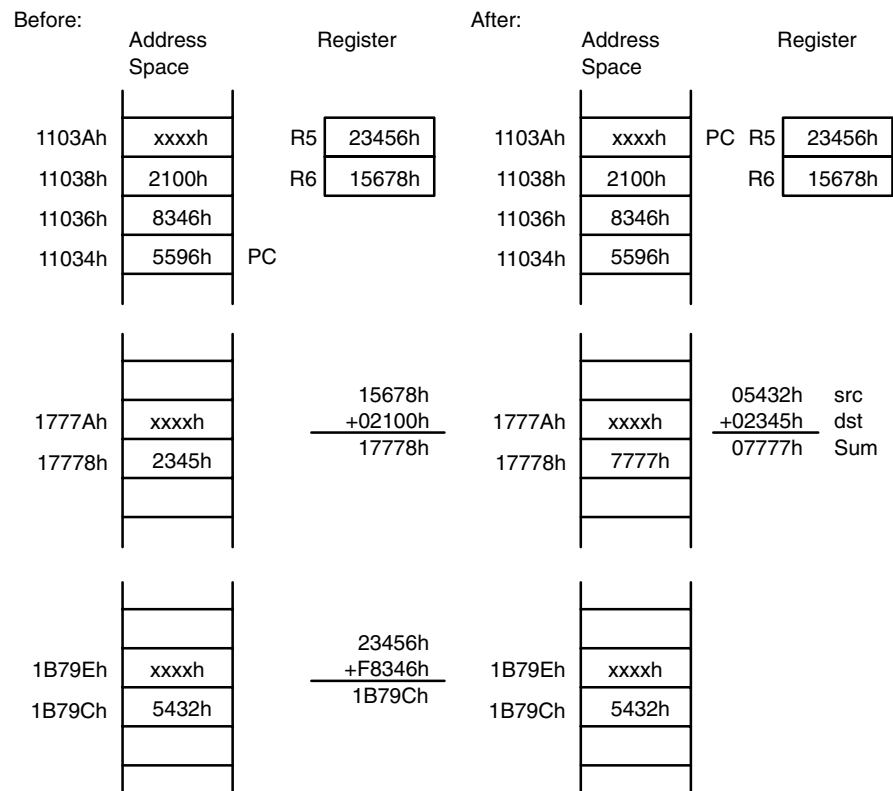 Before:
Address
Space
Register
1103Ah xxxxh R5 23456h
11038h 2100h R6 15678h
11036h 8346h
11034h 5596h PC
1777Ah xxxxh
17778h 2345h
15678h
+02100h
17778h
1B79Eh xxxxh
1B79Ch 5432h
23456h
+F8346h
1B79Ch
After:
Address
Space
Register
1103Ah xxxxh PC R5 23456h
11038h 2100h R6 15678h
11036h 8346h
11034h 5596h
1777Ah xxxxh
17778h 7777h
05432h src
+02345h dst
07777h Sum
1B79Eh xxxxh
1B79Ch 5432h